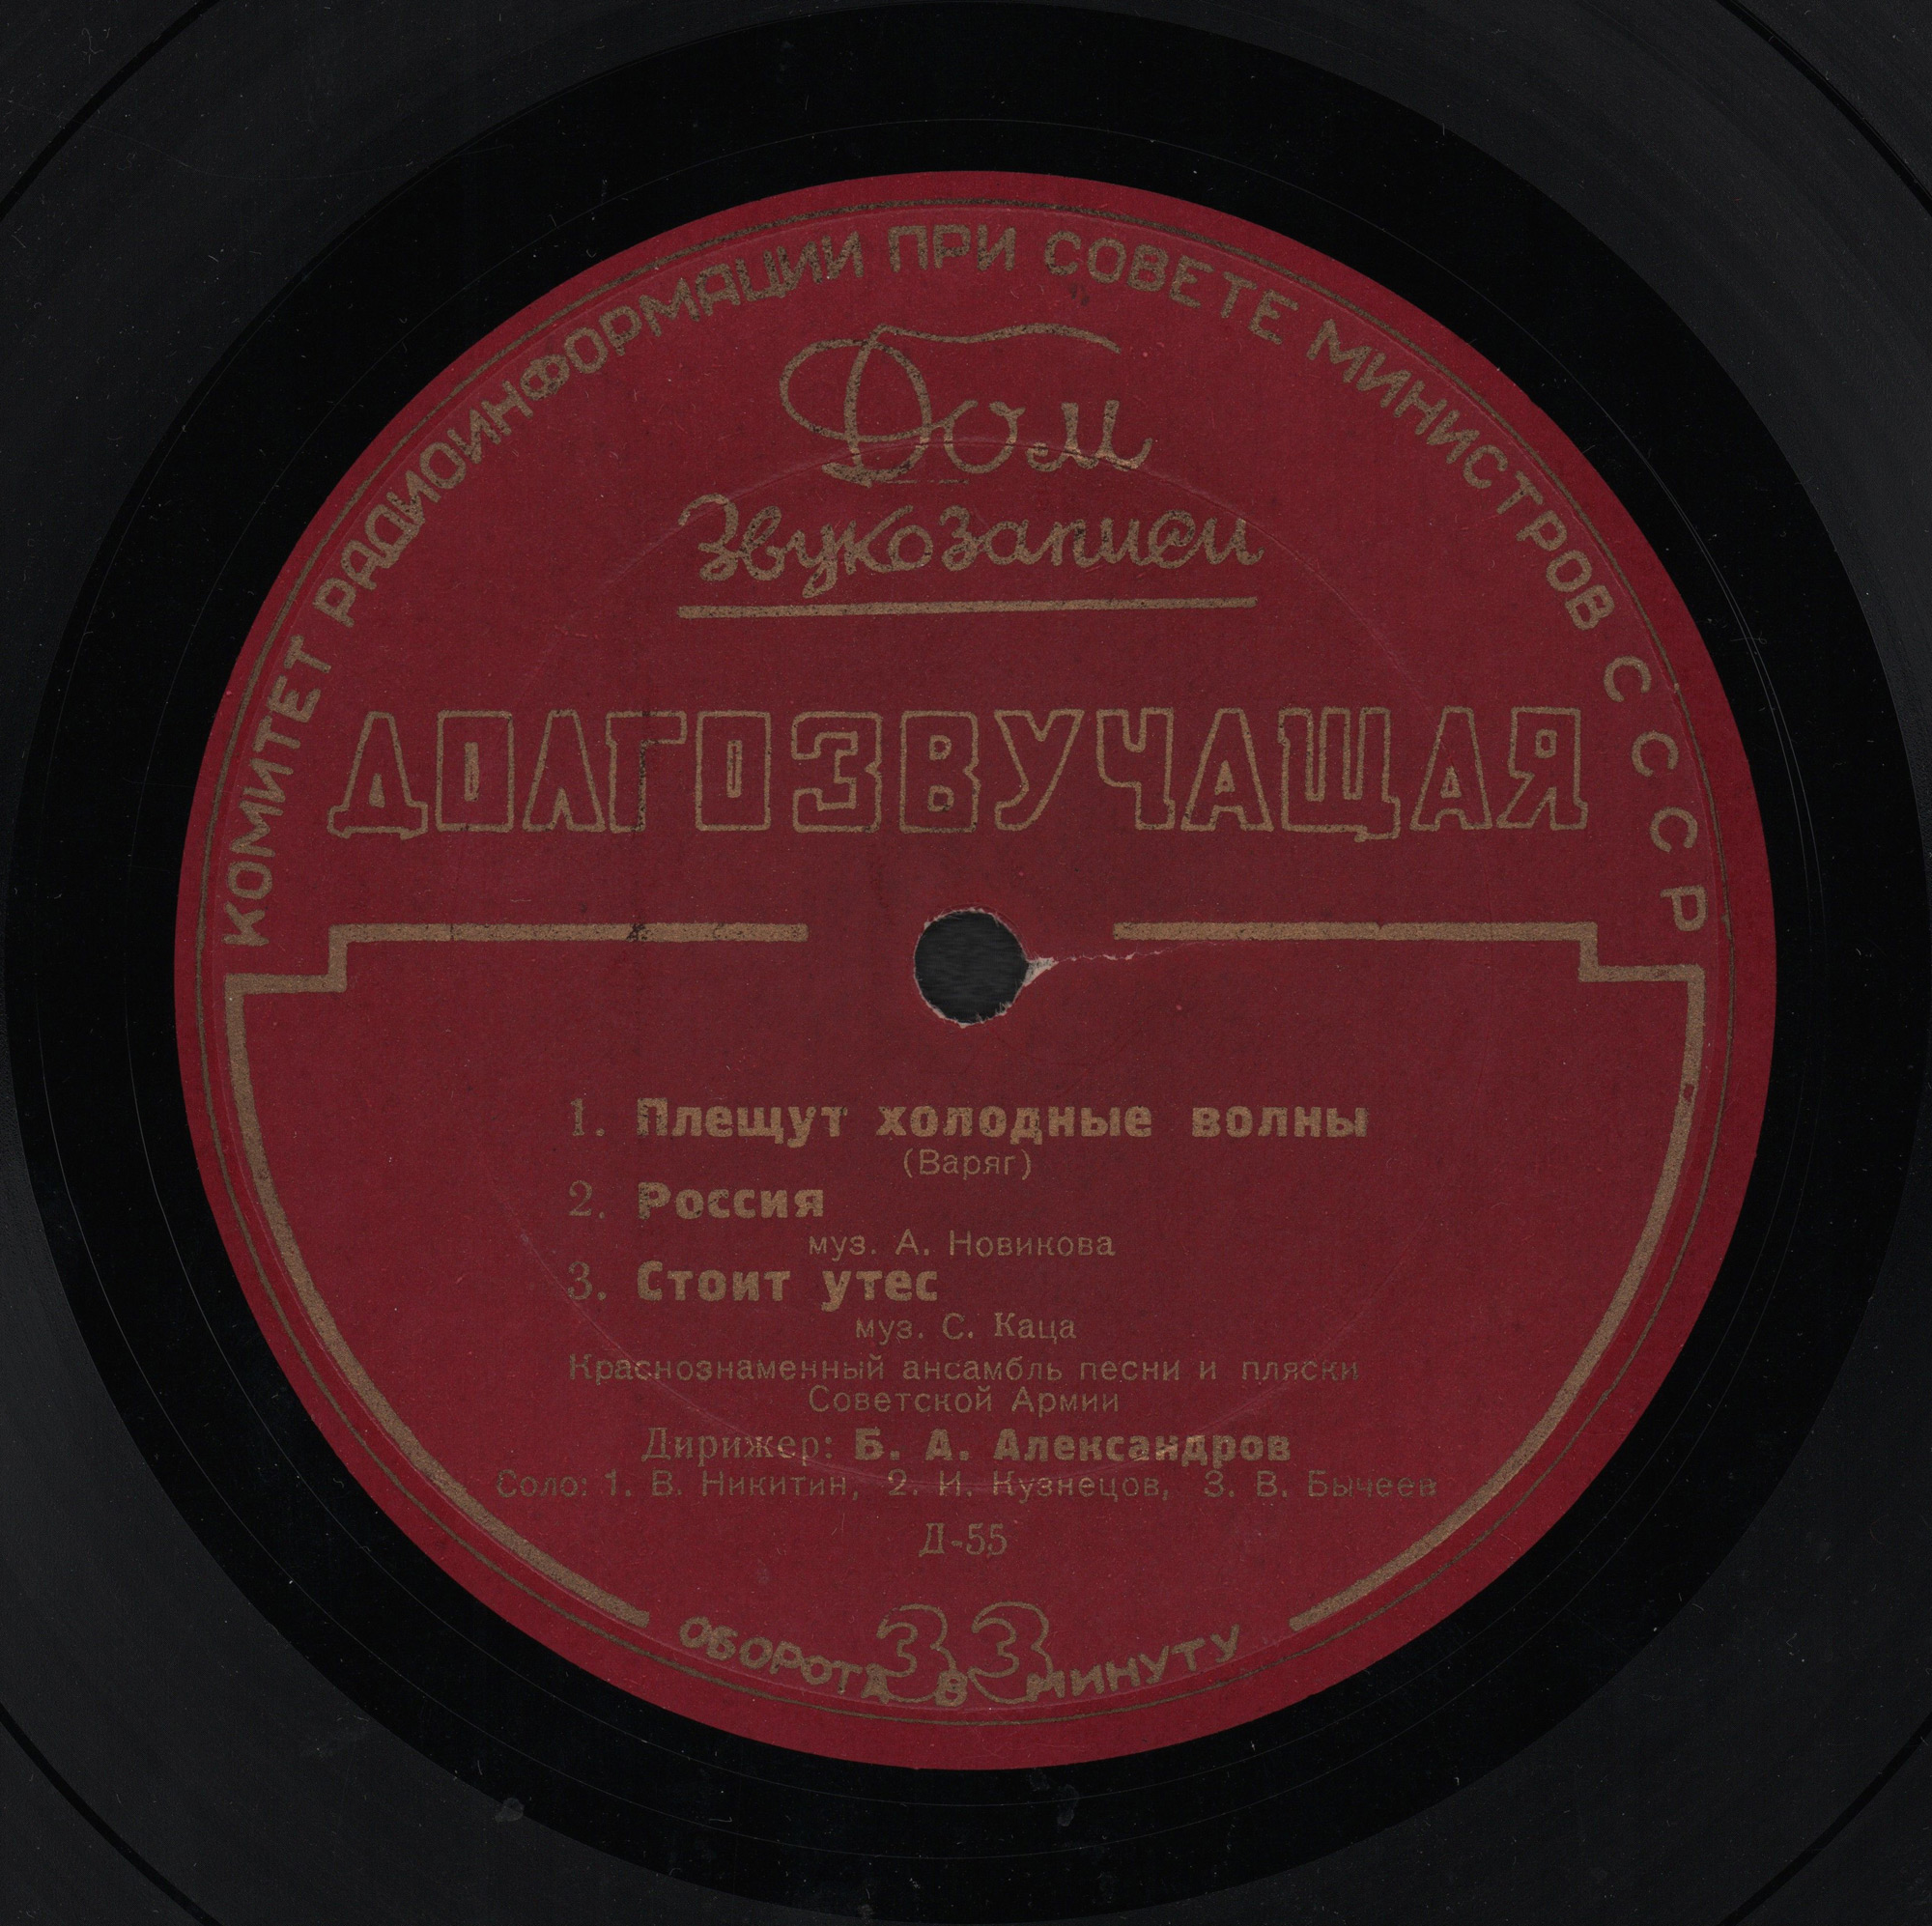 КОМИТЕТ РАДИОИНФОРМАЦИИ ПРИ СОВЕТЕ МИНИСТРОВ СССР
Дом
Звукозаписи
ДОЛГОЗВУЧАЩАЯ
1. Плещут холодные волны
(Варяг)
2. Россия
муз. А. Новикова
3. Стоит утес
муз. С. Каца
Краснознаменный ансамбль песни и пляски
Советской Армии
Дирижер: Б. А. Александров
Соло: 1. В. Никитин, 2. И. Кузнецов, 3. В. Бычеев
Д-55
33
ОБОРОТА В МИНУТУ